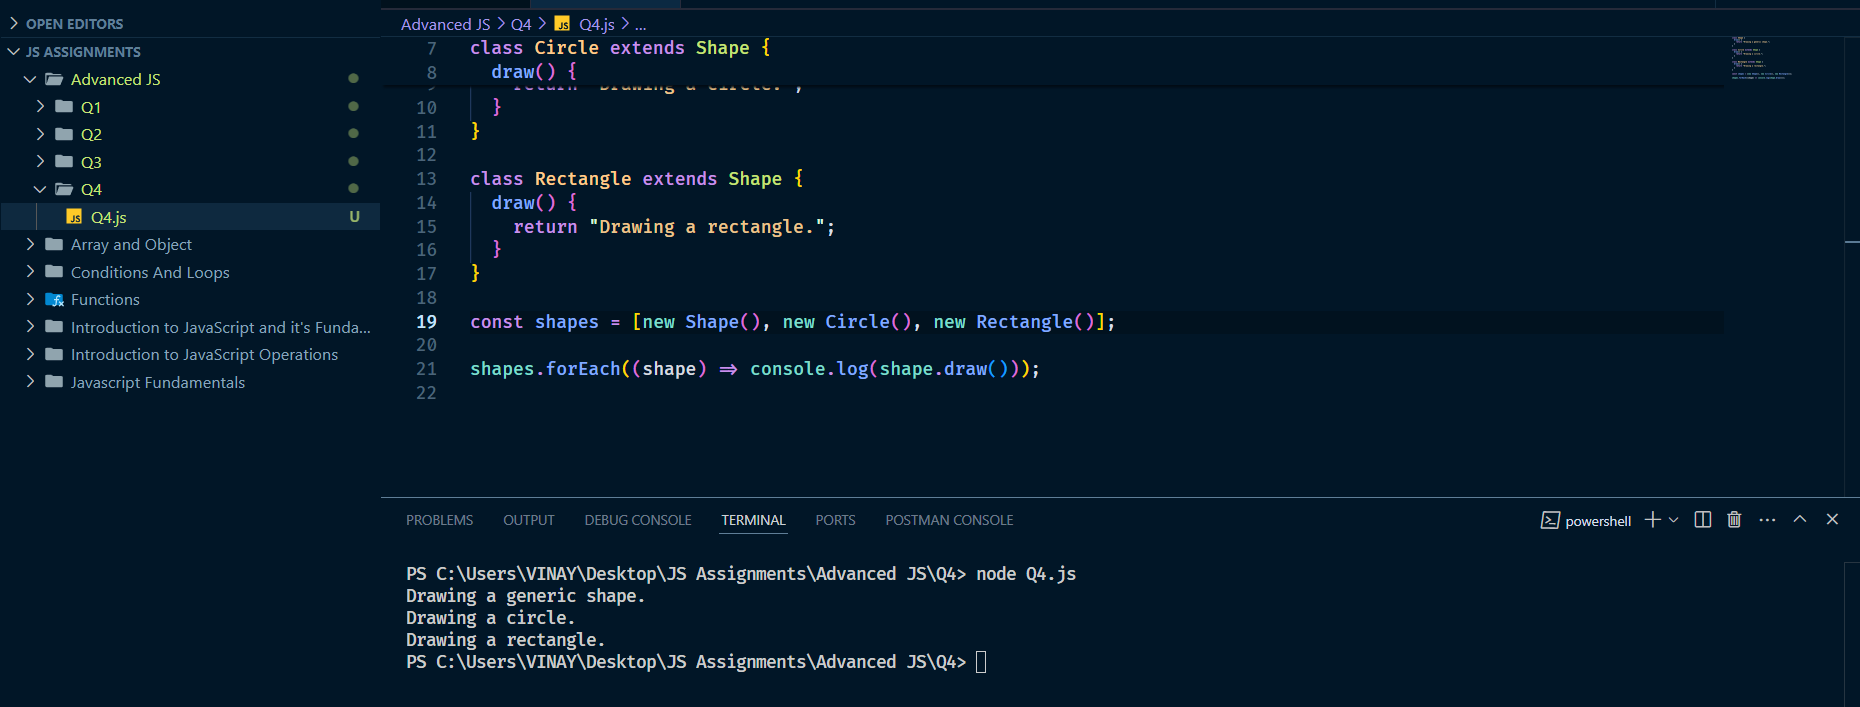 OPEN EDITORS
JS ASSIGNMENTS
Advanced JS
Q1
Q2
Q3
Q4
JS Q4.js U
Array and Object
Conditions And Loops
Functions
Introduction to JavaScript and it's Funda...
Introduction to JavaScript Operations
Javascript Fundamentals
Advanced JS > Q4 > JS Q4.js > ...
7 class Circle extends Shape {
8 draw() {
9 return "Drawing a circle.";
10 }
11 }
12
13 class Rectangle extends Shape {
14 draw() {
15 return "Drawing a rectangle.";
16 }
17 }
18
19 const shapes = [new Shape(), new Circle(), new Rectangle()];
20
21 shapes.forEach((shape) => console.log(shape.draw()));
22
PROBLEMS OUTPUT DEBUG CONSOLE TERMINAL PORTS POSTMAN CONSOLE powershell
PS C:\Users\VINAY\Desktop\JS Assignments\Advanced JS\Q4> node Q4.js
Drawing a generic shape.
Drawing a circle.
Drawing a rectangle.
PS C:\Users\VINAY\Desktop\JS Assignments\Advanced JS\Q4>